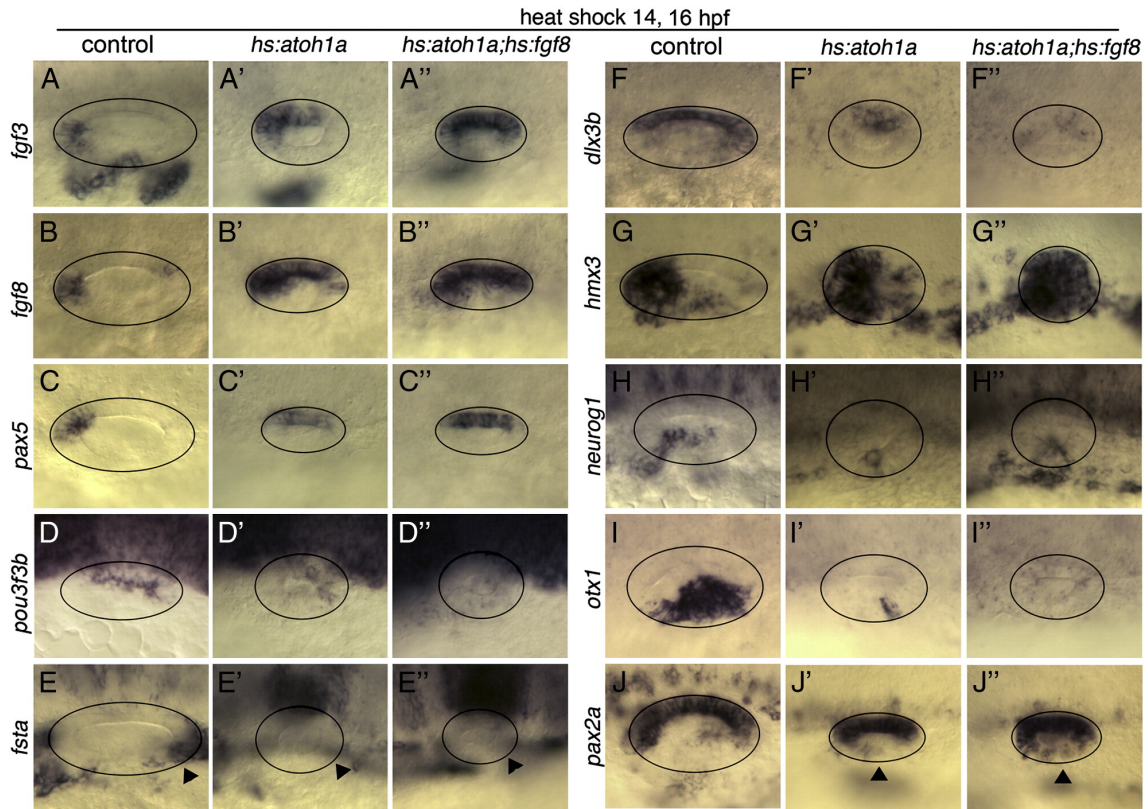 heat shock 14, 16 hpf
control hs:atoh1a hs:atoh1a;hs:fgf8 control hs:atoh1a hs:atoh1a;hs:fgf8
fgf3 A A' A'' dlx3b F F' F''
fgf8 B B' B'' hmx3 G G' G''
pax5 C C' C'' neurog1 H H' H''
pou3f3b D D' D'' otx1 I I' I''
fsta E E' E'' pax2a J J' J''